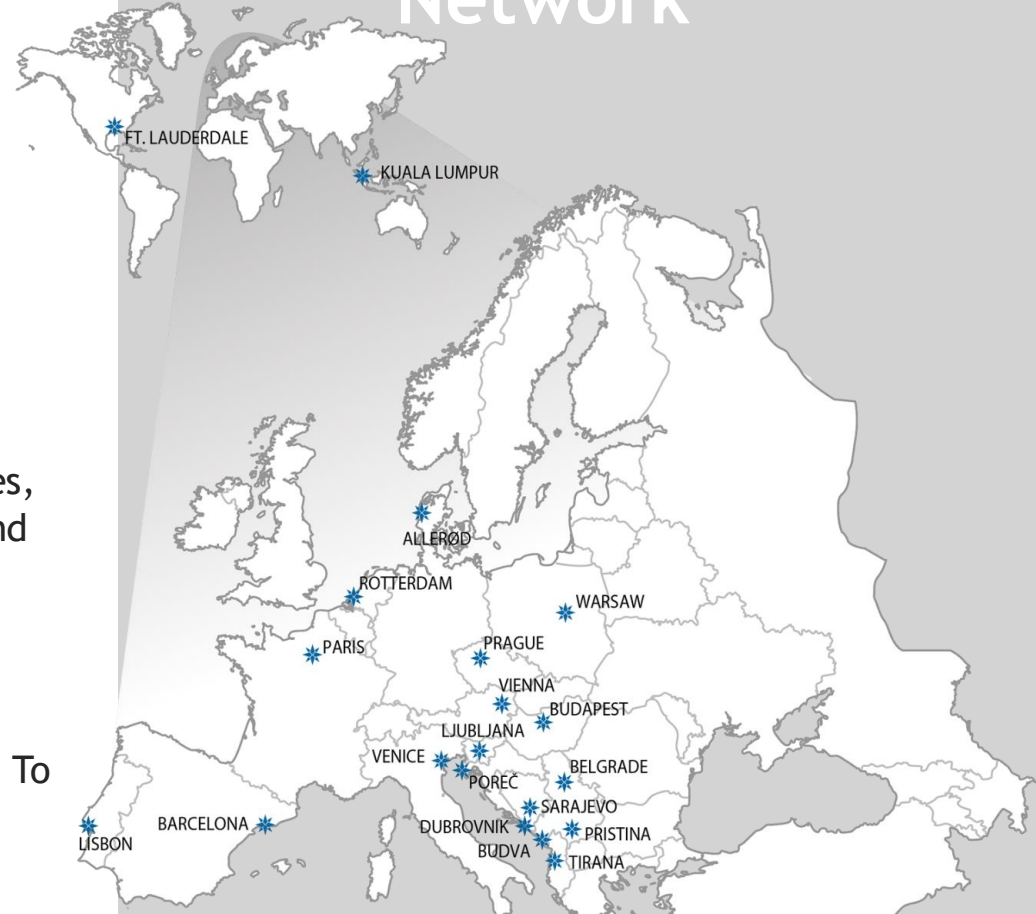 Network
FT. LAUDERDALE
KUALA LUMPUR
es,
nd
ALLERØD
ROTTERDAM
WARSAW
PARIS
PRAGUE
VIENNA
BUDAPEST
LJUBLJANA
VENICE
To
BELGRADE
POREČ
SARAJEVO
BARCELONA
DUBROVNIK
PRISTINA
LISBON
BUDVA
TIRANA